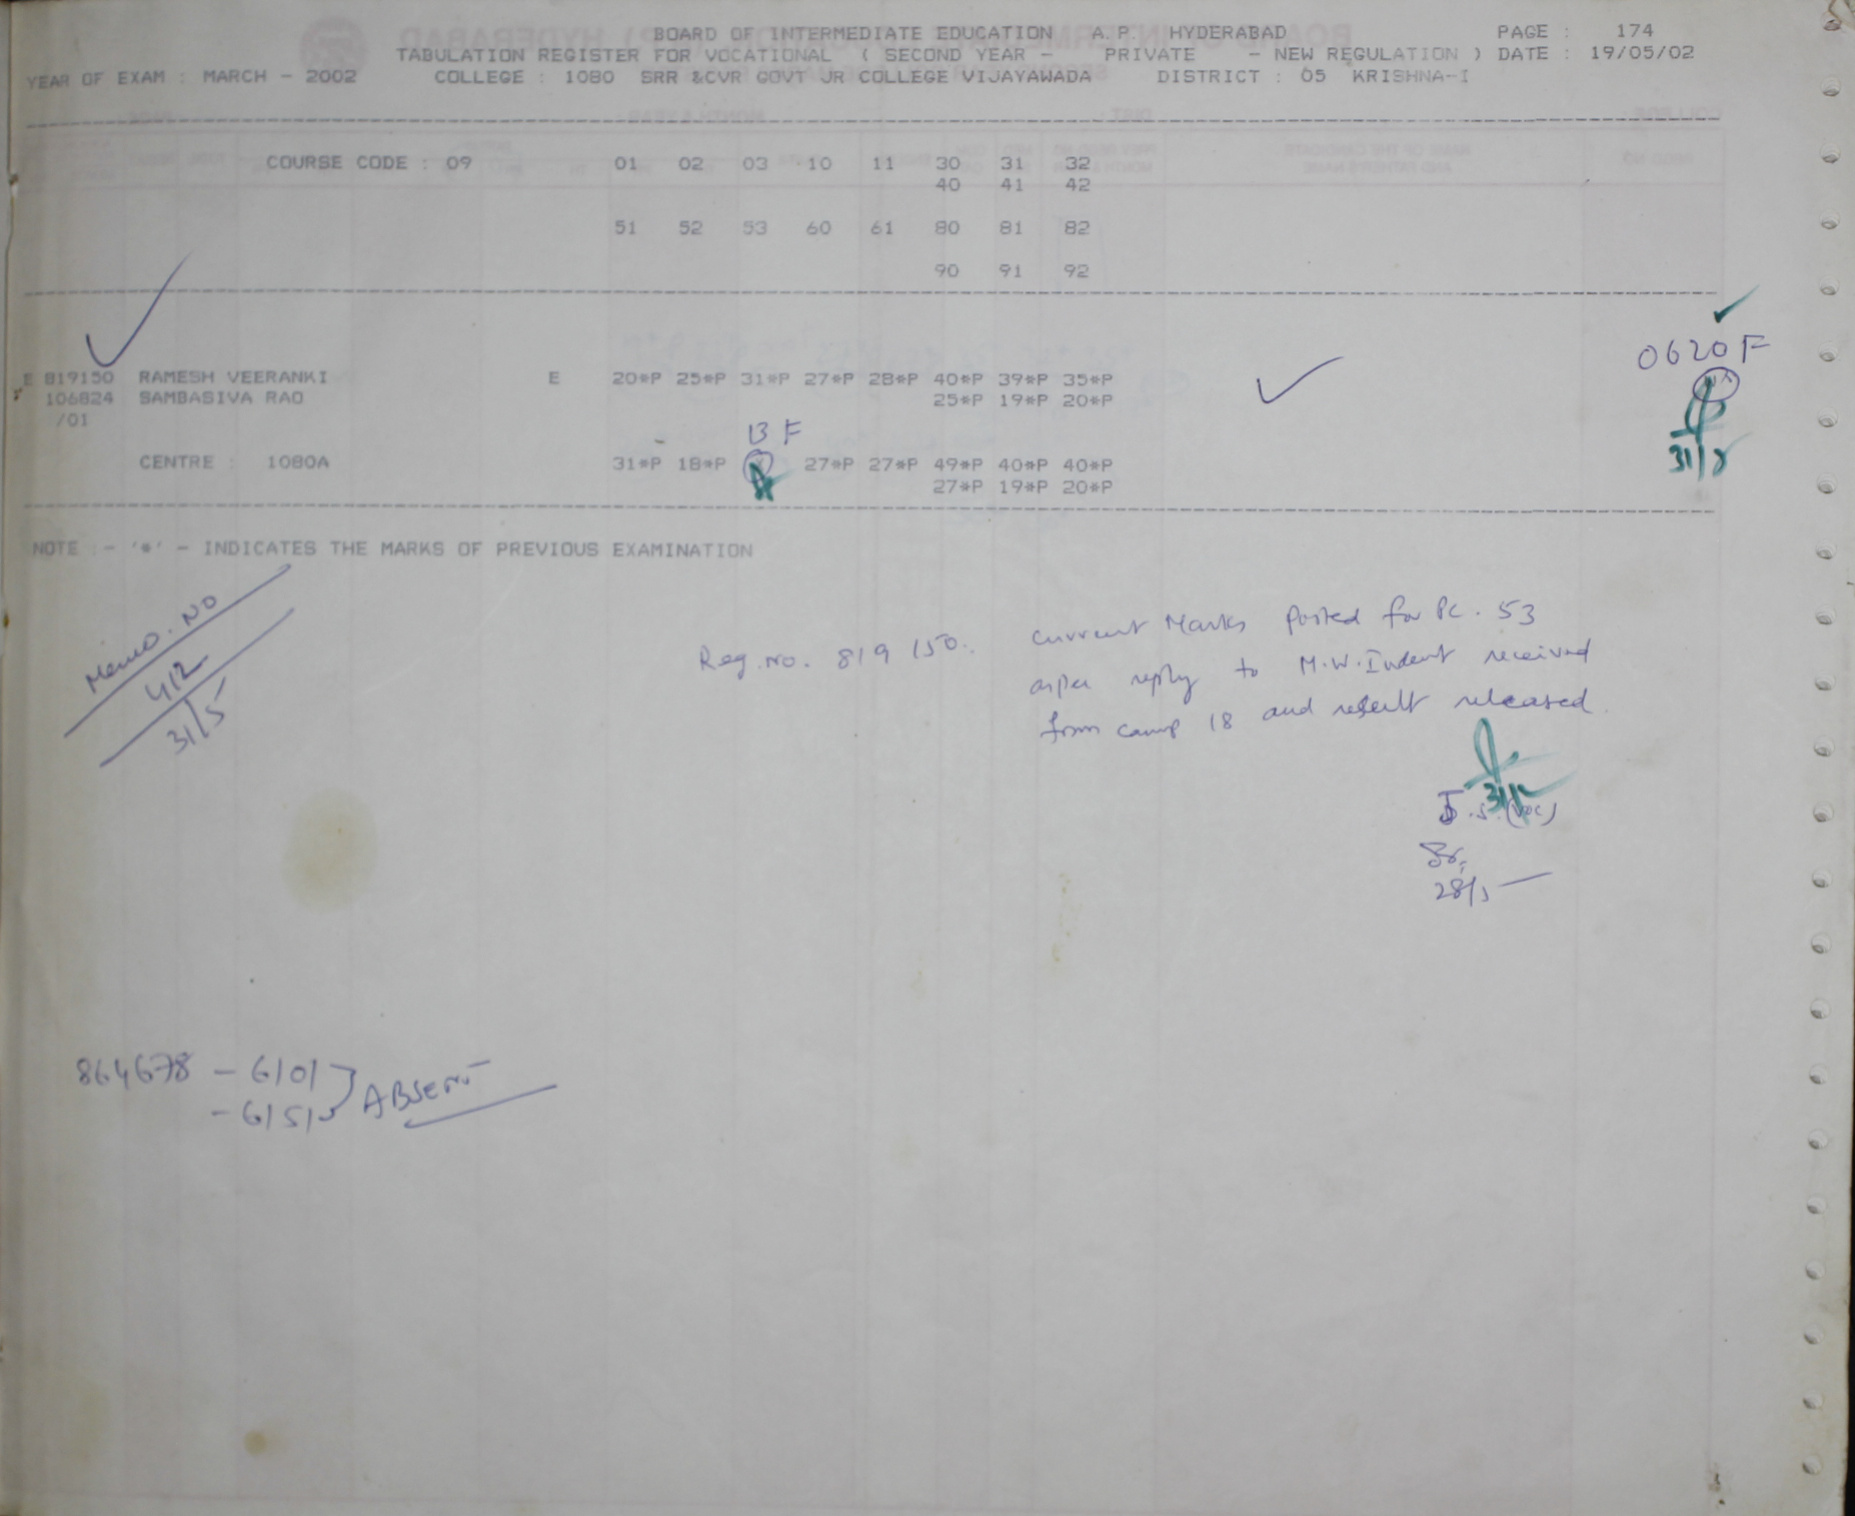 BOARD OF INTERMEDIATE EDUCATION A.P. HYDERABAD PAGE : 174
TABULATION REGISTER FOR VOCATIONAL ( SECOND YEAR - PRIVATE - NEW REGULATION ) DATE : 19/05/02
YEAR OF EXAM : MARCH - 2002 COLLEGE : 1080 SRR &CVR GOVT JR COLLEGE VIJAYAWADA DISTRICT : 05 KRISHNA-I
COURSE CODE : 09 01 02 03 10 11 30 31 32
40 41 42
51 52 53 60 61 80 81 82
90 91 92
0620 F
E 819150 RAMESH VEERANKI E 20*P 25*P 31*P 27*P 28*P 40*P 39*P 35*P
106824 SAMBASIVA RAO 25*P 19*P 20*P
/01
13 F
CENTRE : 1080A 31*P 18*P 27*P 27*P 49*P 40*P 40*P
27*P 19*P 20*P
NOTE :- '*' - INDICATES THE MARKS OF PREVIOUS EXAMINATION
Memo. NO
412
31/5
Reg. no. 819150. Current Marks posted for PC. 53
asper reply to M.W. Indent received
from camp 18 and result released.
J.S. (VOC)
28/5
864678 - 6101
- 6151
ABSENT